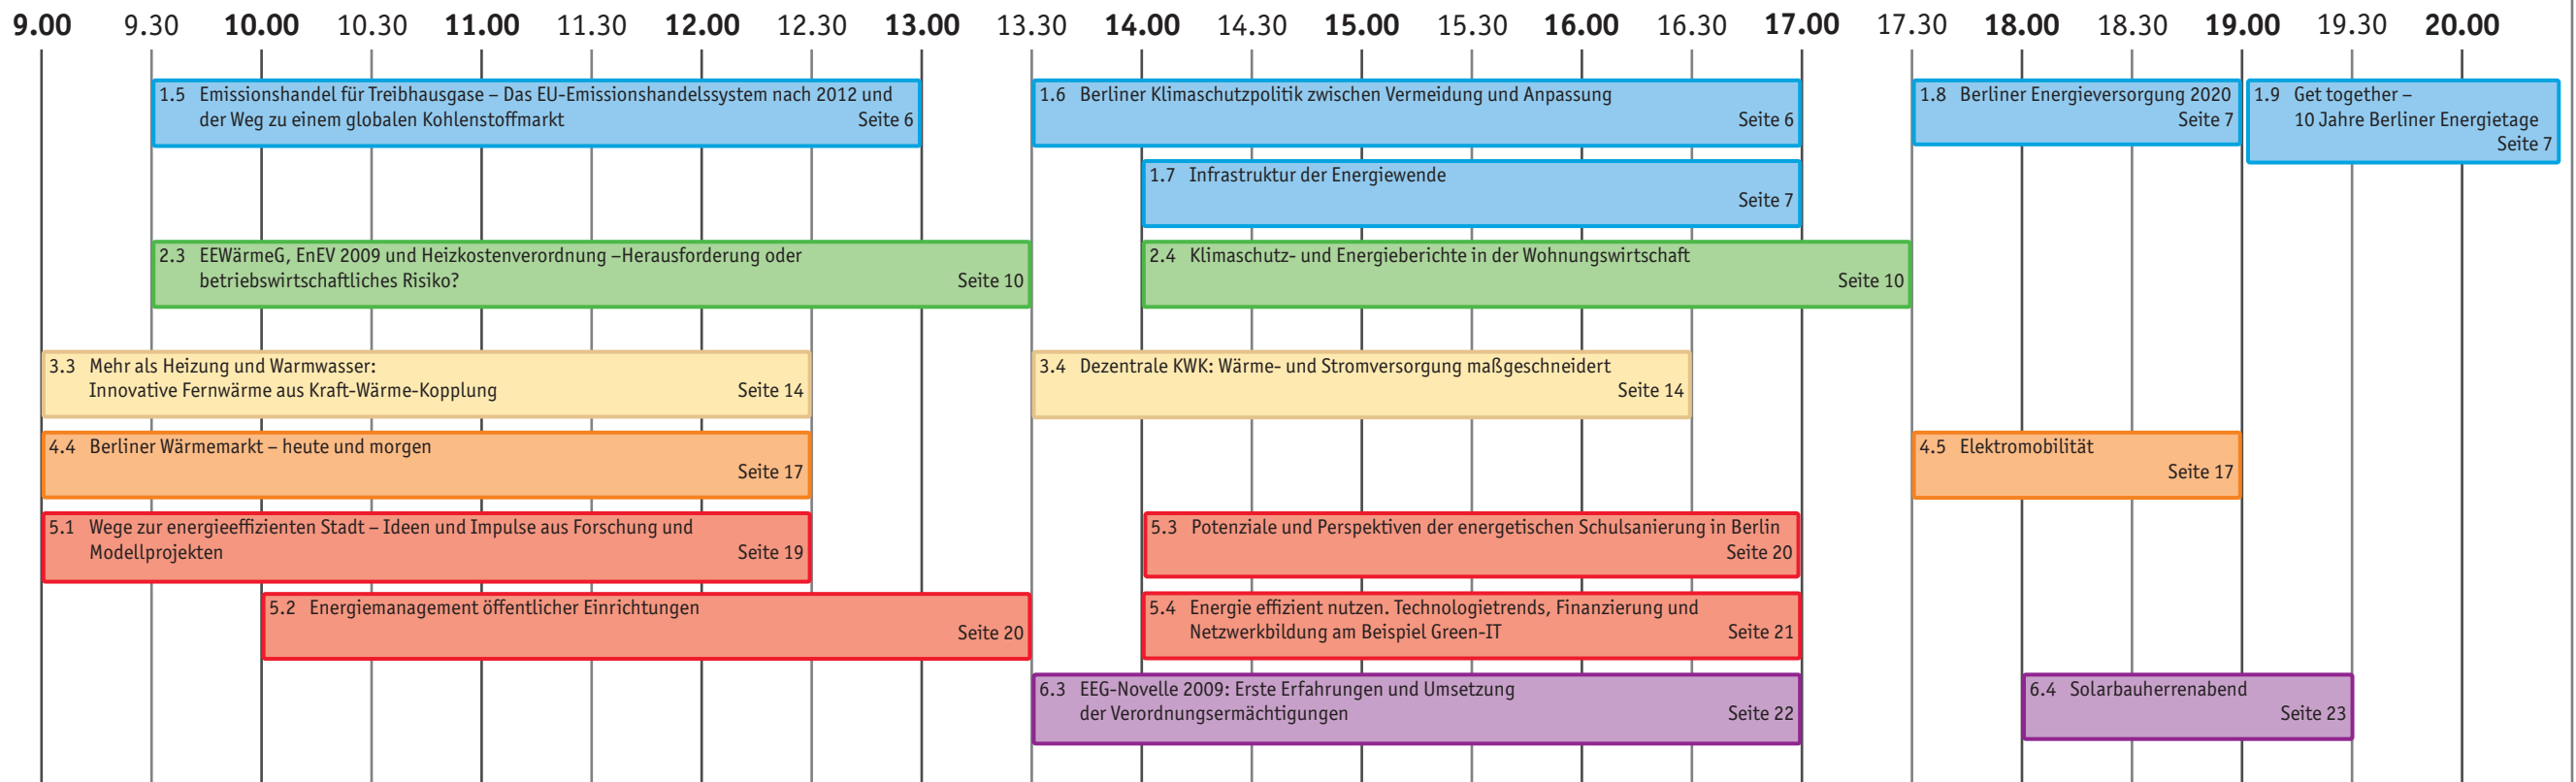 9.00 9.30 10.00 10.30 11.00 11.30 12.00 12.30 13.00 13.30 14.00 14.30 15.00 15.30 16.00 16.30 17.00 17.30 18.00 18.30 19.00 19.30 20.00
1.5 Emissionshandel für Treibhausgase – Das EU-Emissionshandelssystem nach 2012 und
der Weg zu einem globalen Kohlenstoffmarkt Seite 6
1.6 Berliner Klimaschutzpolitik zwischen Vermeidung und Anpassung
Seite 6
1.8 Berliner Energieversorgung 2020
Seite 7
1.9 Get together –
10 Jahre Berliner Energietage
Seite 7
1.7 Infrastruktur der Energiewende
Seite 7
2.3 EEWärmeG, EnEV 2009 und Heizkostenverordnung –Herausforderung oder
betriebswirtschaftliches Risiko? Seite 10
2.4 Klimaschutz- und Energieberichte in der Wohnungswirtschaft
Seite 10
3.3 Mehr als Heizung und Warmwasser:
Innovative Fernwärme aus Kraft-Wärme-Kopplung Seite 14
3.4 Dezentrale KWK: Wärme- und Stromversorgung maßgeschneidert
Seite 14
4.4 Berliner Wärmemarkt – heute und morgen
Seite 17
4.5 Elektromobilität
Seite 17
5.1 Wege zur energieeffizienten Stadt – Ideen und Impulse aus Forschung und
Modellprojekten Seite 19
5.3 Potenziale und Perspektiven der energetischen Schulsanierung in Berlin
Seite 20
5.2 Energiemanagement öffentlicher Einrichtungen
Seite 20
5.4 Energie effizient nutzen. Technologietrends, Finanzierung und
Netzwerkbildung am Beispiel Green-IT Seite 21
6.3 EEG-Novelle 2009: Erste Erfahrungen und Umsetzung
der Verordnungsermächtigungen Seite 22
6.4 Solarbauherrenabend
Seite 23